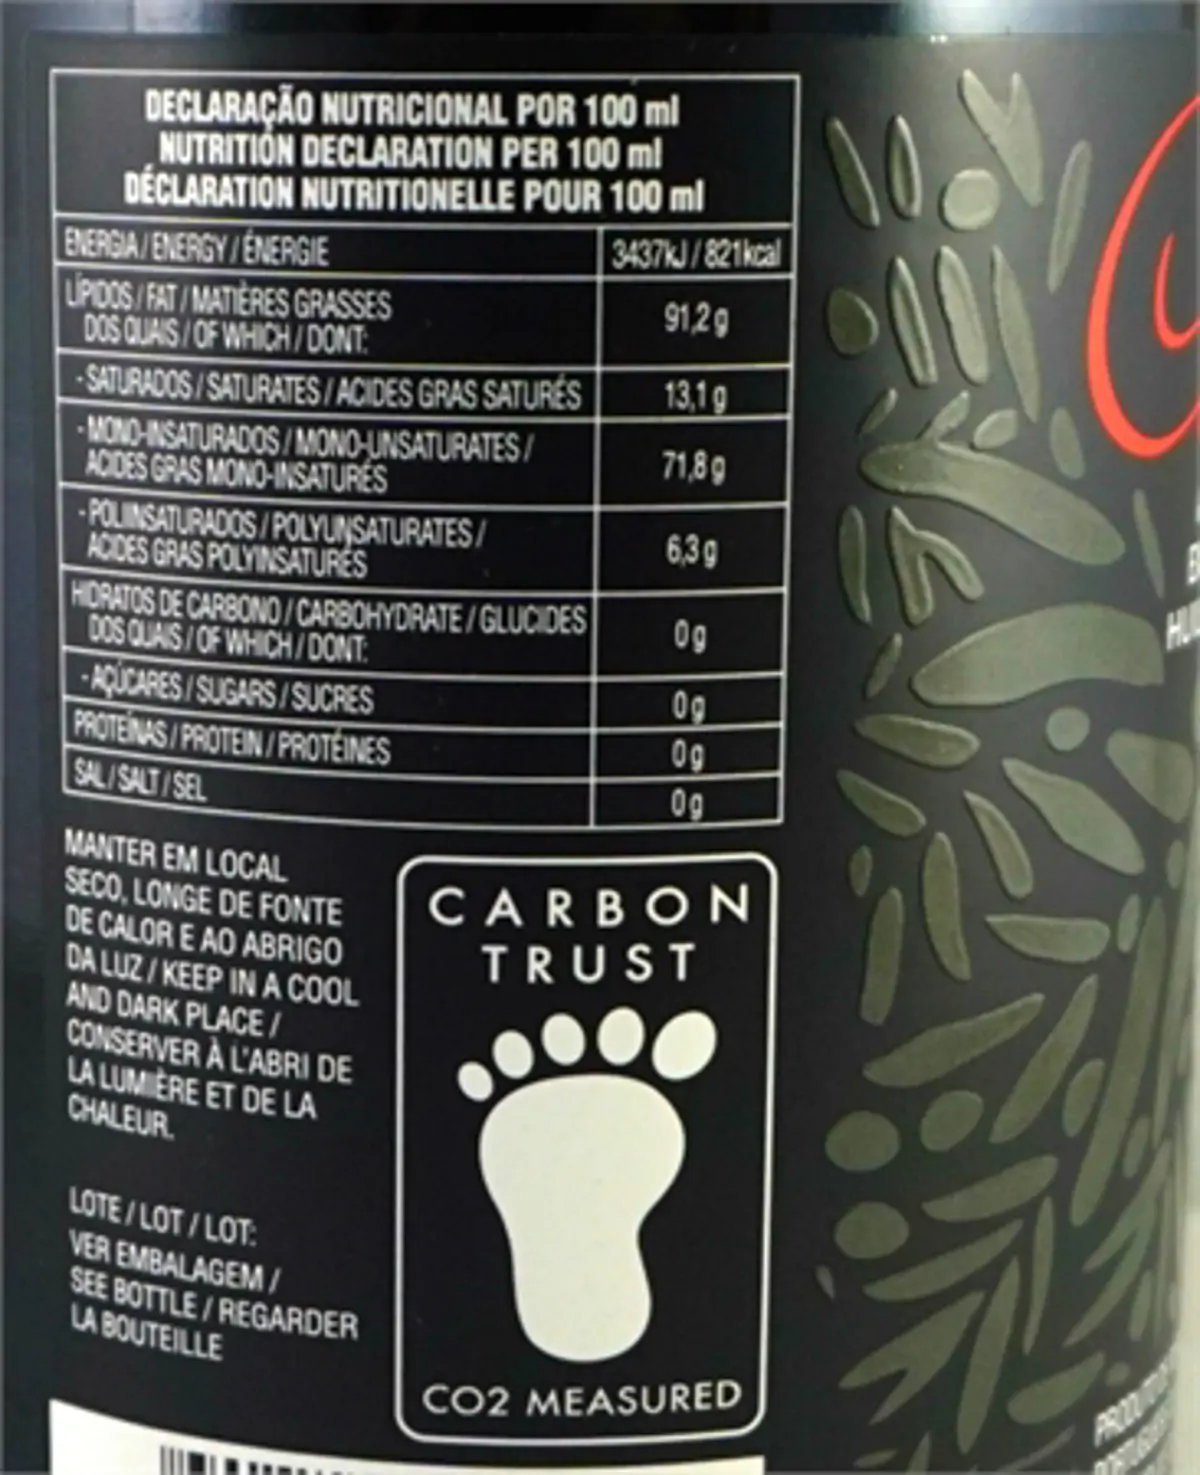 DECLARAÇÃO NUTRICIONAL POR 100 ml
NUTRITION DECLARATION PER 100 ml
DÉCLARATION NUTRITIONELLE POUR 100 ml
ENERGIA / ENERGY / ÉNERGIE 3437kJ / 821kcal
LÍPIDOS / FAT / MATIÈRES GRASSES
DOS QUAIS / OF WHICH / DONT: 91,2 g
- SATURADOS / SATURATES / ACIDES GRAS SATURÉS 13,1 g
- MONO-INSATURADOS / MONO-UNSATURATES /
ACIDES GRAS MONO-INSATURÉS 71,8 g
- POLIINSATURADOS / POLYUNSATURATES /
ACIDES GRAS POLYINSATURÉS 6,3 g
HIDRATOS DE CARBONO / CARBOHYDRATE / GLUCIDES
DOS QUAIS / OF WHICH / DONT: 0 g
- AÇÚCARES / SUGARS / SUCRES 0 g
PROTEÍNAS / PROTEIN / PROTÉINES 0 g
SAL / SALT / SEL 0 g
MANTER EM LOCAL
SECO, LONGE DE FONTE
DE CALOR E AO ABRIGO
DA LUZ / KEEP IN A COOL
AND DARK PLACE /
CONSERVER À L'ABRI DE
LA LUMIÈRE ET DE LA
CHALEUR.
LOTE / LOT / LOT:
VER EMBALAGEM /
SEE BOTTLE / REGARDER
LA BOUTEILLE
CARBON
TRUST
CO2 MEASURED